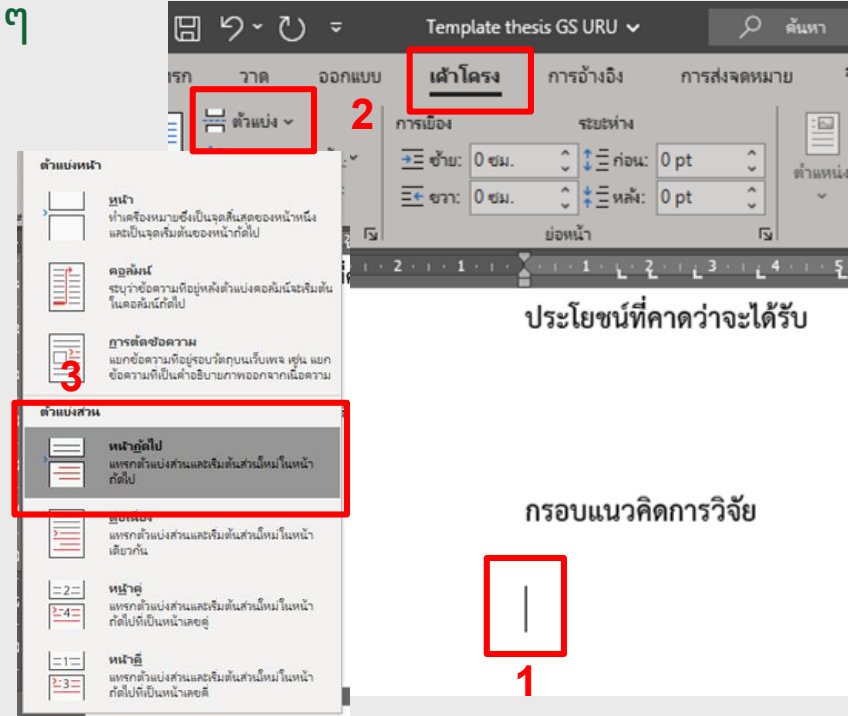 ๆ
Template thesis GS URU
ค้นหา
แทรก วาด ออกแบบ เค้าโครง การอ้างอิง การส่งจดหมาย
ตัวแบ่ง
2
การเยื้อง ระยะห่าง
ซ้าย: 0 ซม. ก่อน: 0 pt
ขวา: 0 ซม. หลัง: 0 pt
ตำแหน่ง
ย่อหน้า
2 1 1 2 3 4 5
ตัวแบ่งหน้า
หน้า
ทำเครื่องหมายซึ่งเป็นจุดสิ้นสุดของหน้าหนึ่ง
และเป็นจุดเริ่มต้นของหน้าถัดไป
คอลัมน์
ระบุว่าข้อความที่อยู่หลังตัวแบ่งคอลัมน์จะเริ่มต้น
ในคอลัมน์ถัดไป
การตัดข้อความ
แยกข้อความที่อยู่รอบวัตถุบนเว็บเพจ เช่น แยก
ข้อความที่เป็นคำอธิบายภาพออกจากเนื้อความ
3
ตัวแบ่งส่วน
หน้าถัดไป
แทรกตัวแบ่งส่วนและเริ่มต้นส่วนใหม่ในหน้า
ถัดไป
ต่อเนื่อง
แทรกตัวแบ่งส่วนและเริ่มต้นส่วนใหม่ในหน้า
เดียวกัน
หน้าคู่
แทรกตัวแบ่งส่วนและเริ่มต้นส่วนใหม่ในหน้า
ถัดไปที่เป็นหน้าเลขคู่
หน้าคี่
แทรกตัวแบ่งส่วนและเริ่มต้นส่วนใหม่ในหน้า
ถัดไปที่เป็นหน้าเลขคี่
ประโยชน์ที่คาดว่าจะได้รับ
กรอบแนวคิดการวิจัย
1